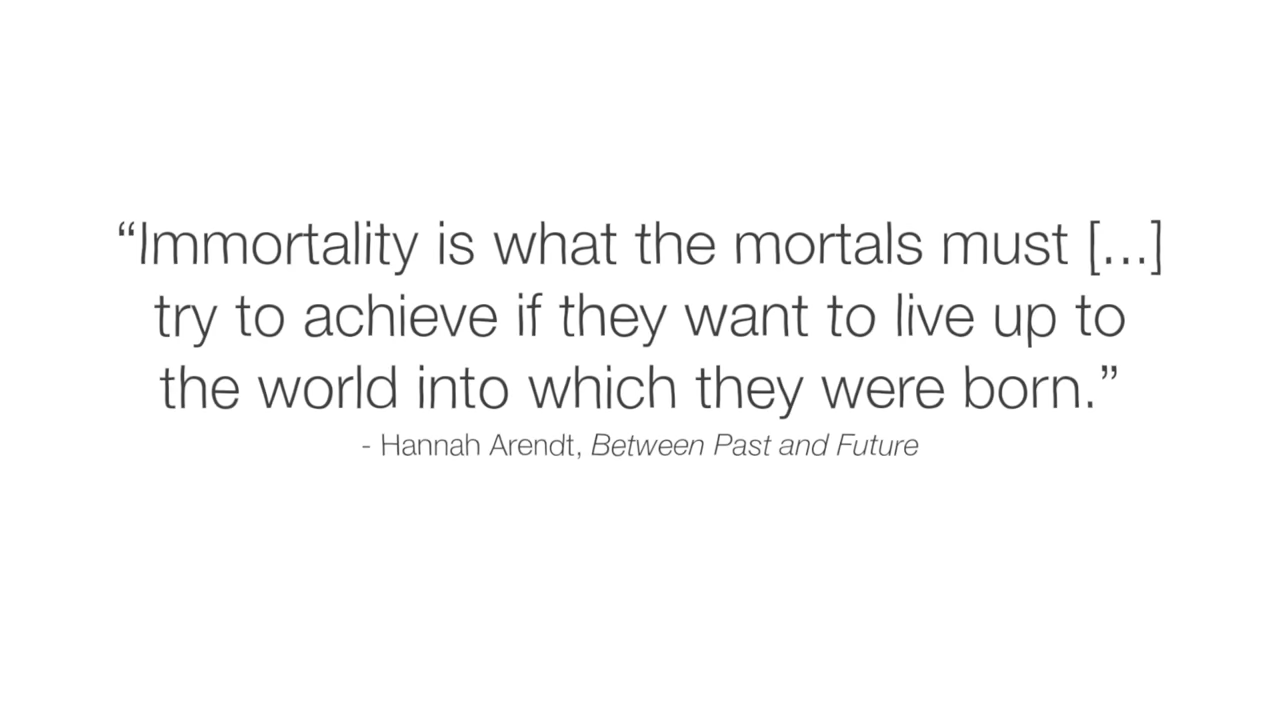 “Immortality is what the mortals must [...]
try to achieve if they want to live up to
the world into which they were born.”
- Hannah Arendt, Between Past and Future